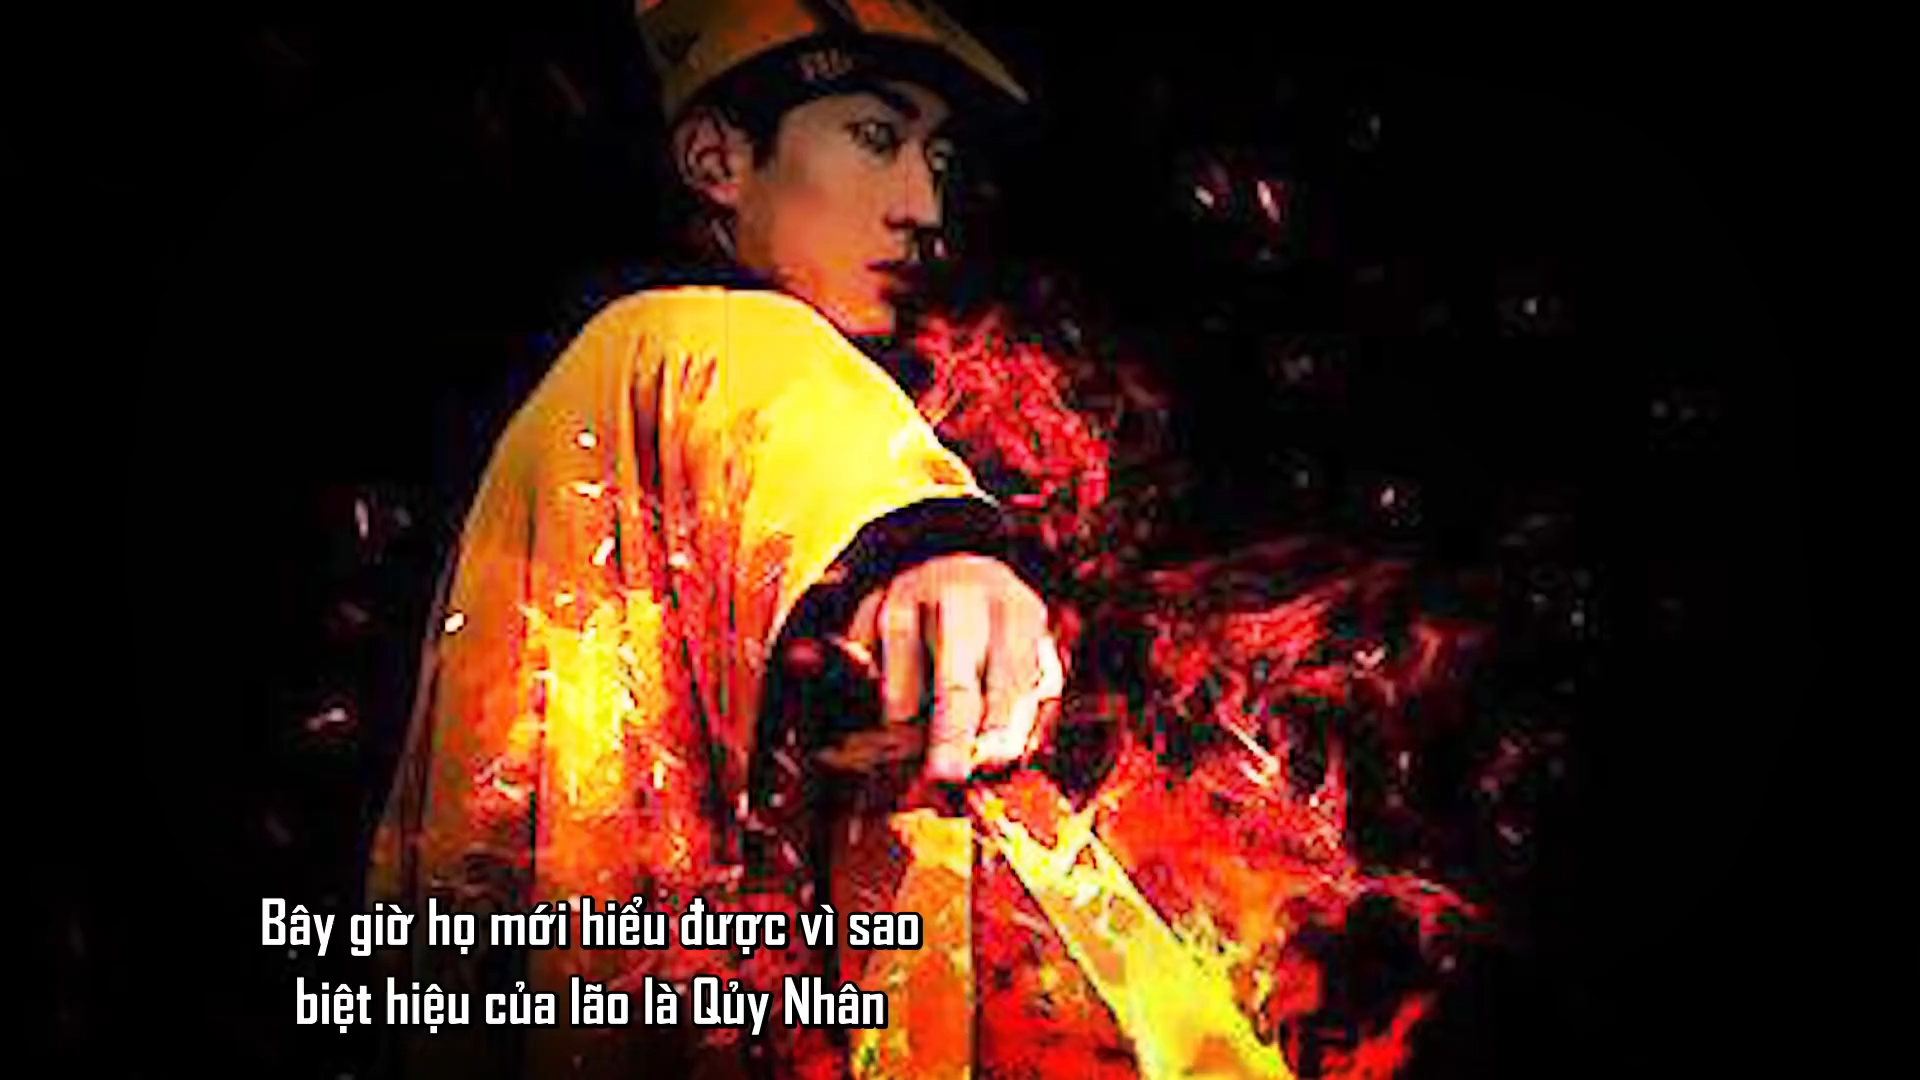 Bây giờ họ mới hiểu được vì sao
biệt hiệu của lão là Qủy Nhân